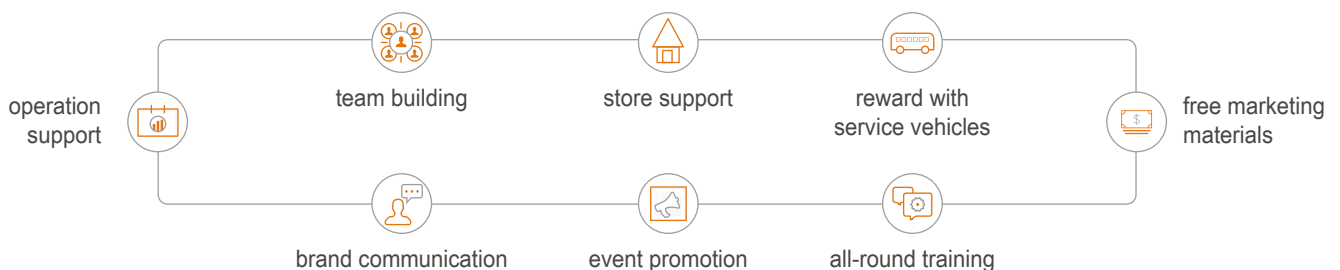 operation
support
team building
store support
reward with
service vehicles
free marketing
materials
$
brand communication
event promotion
all-round training